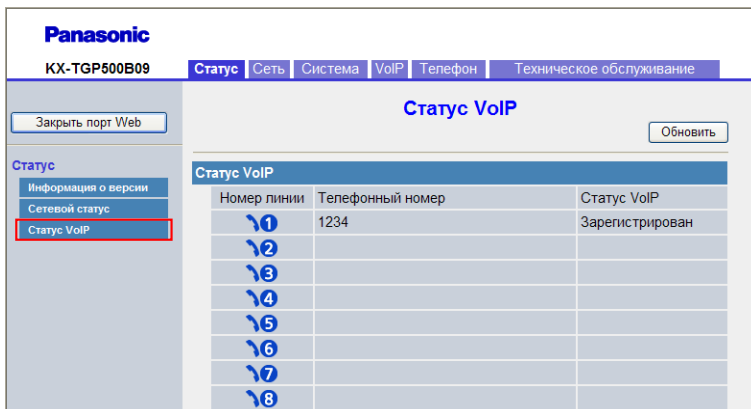 Panasonic
KX-TGP500B09
Статус Сеть Система VoIP Телефон Техническое обслуживание
Закрыть порт Web
Статус VoIP
Обновить
Статус
Информация о версии
Сетевой статус
Статус VoIP
Статус VoIP
Номер линии Телефонный номер Статус VoIP
1 1234 Зарегистрирован
2
3
4
5
6
7
8